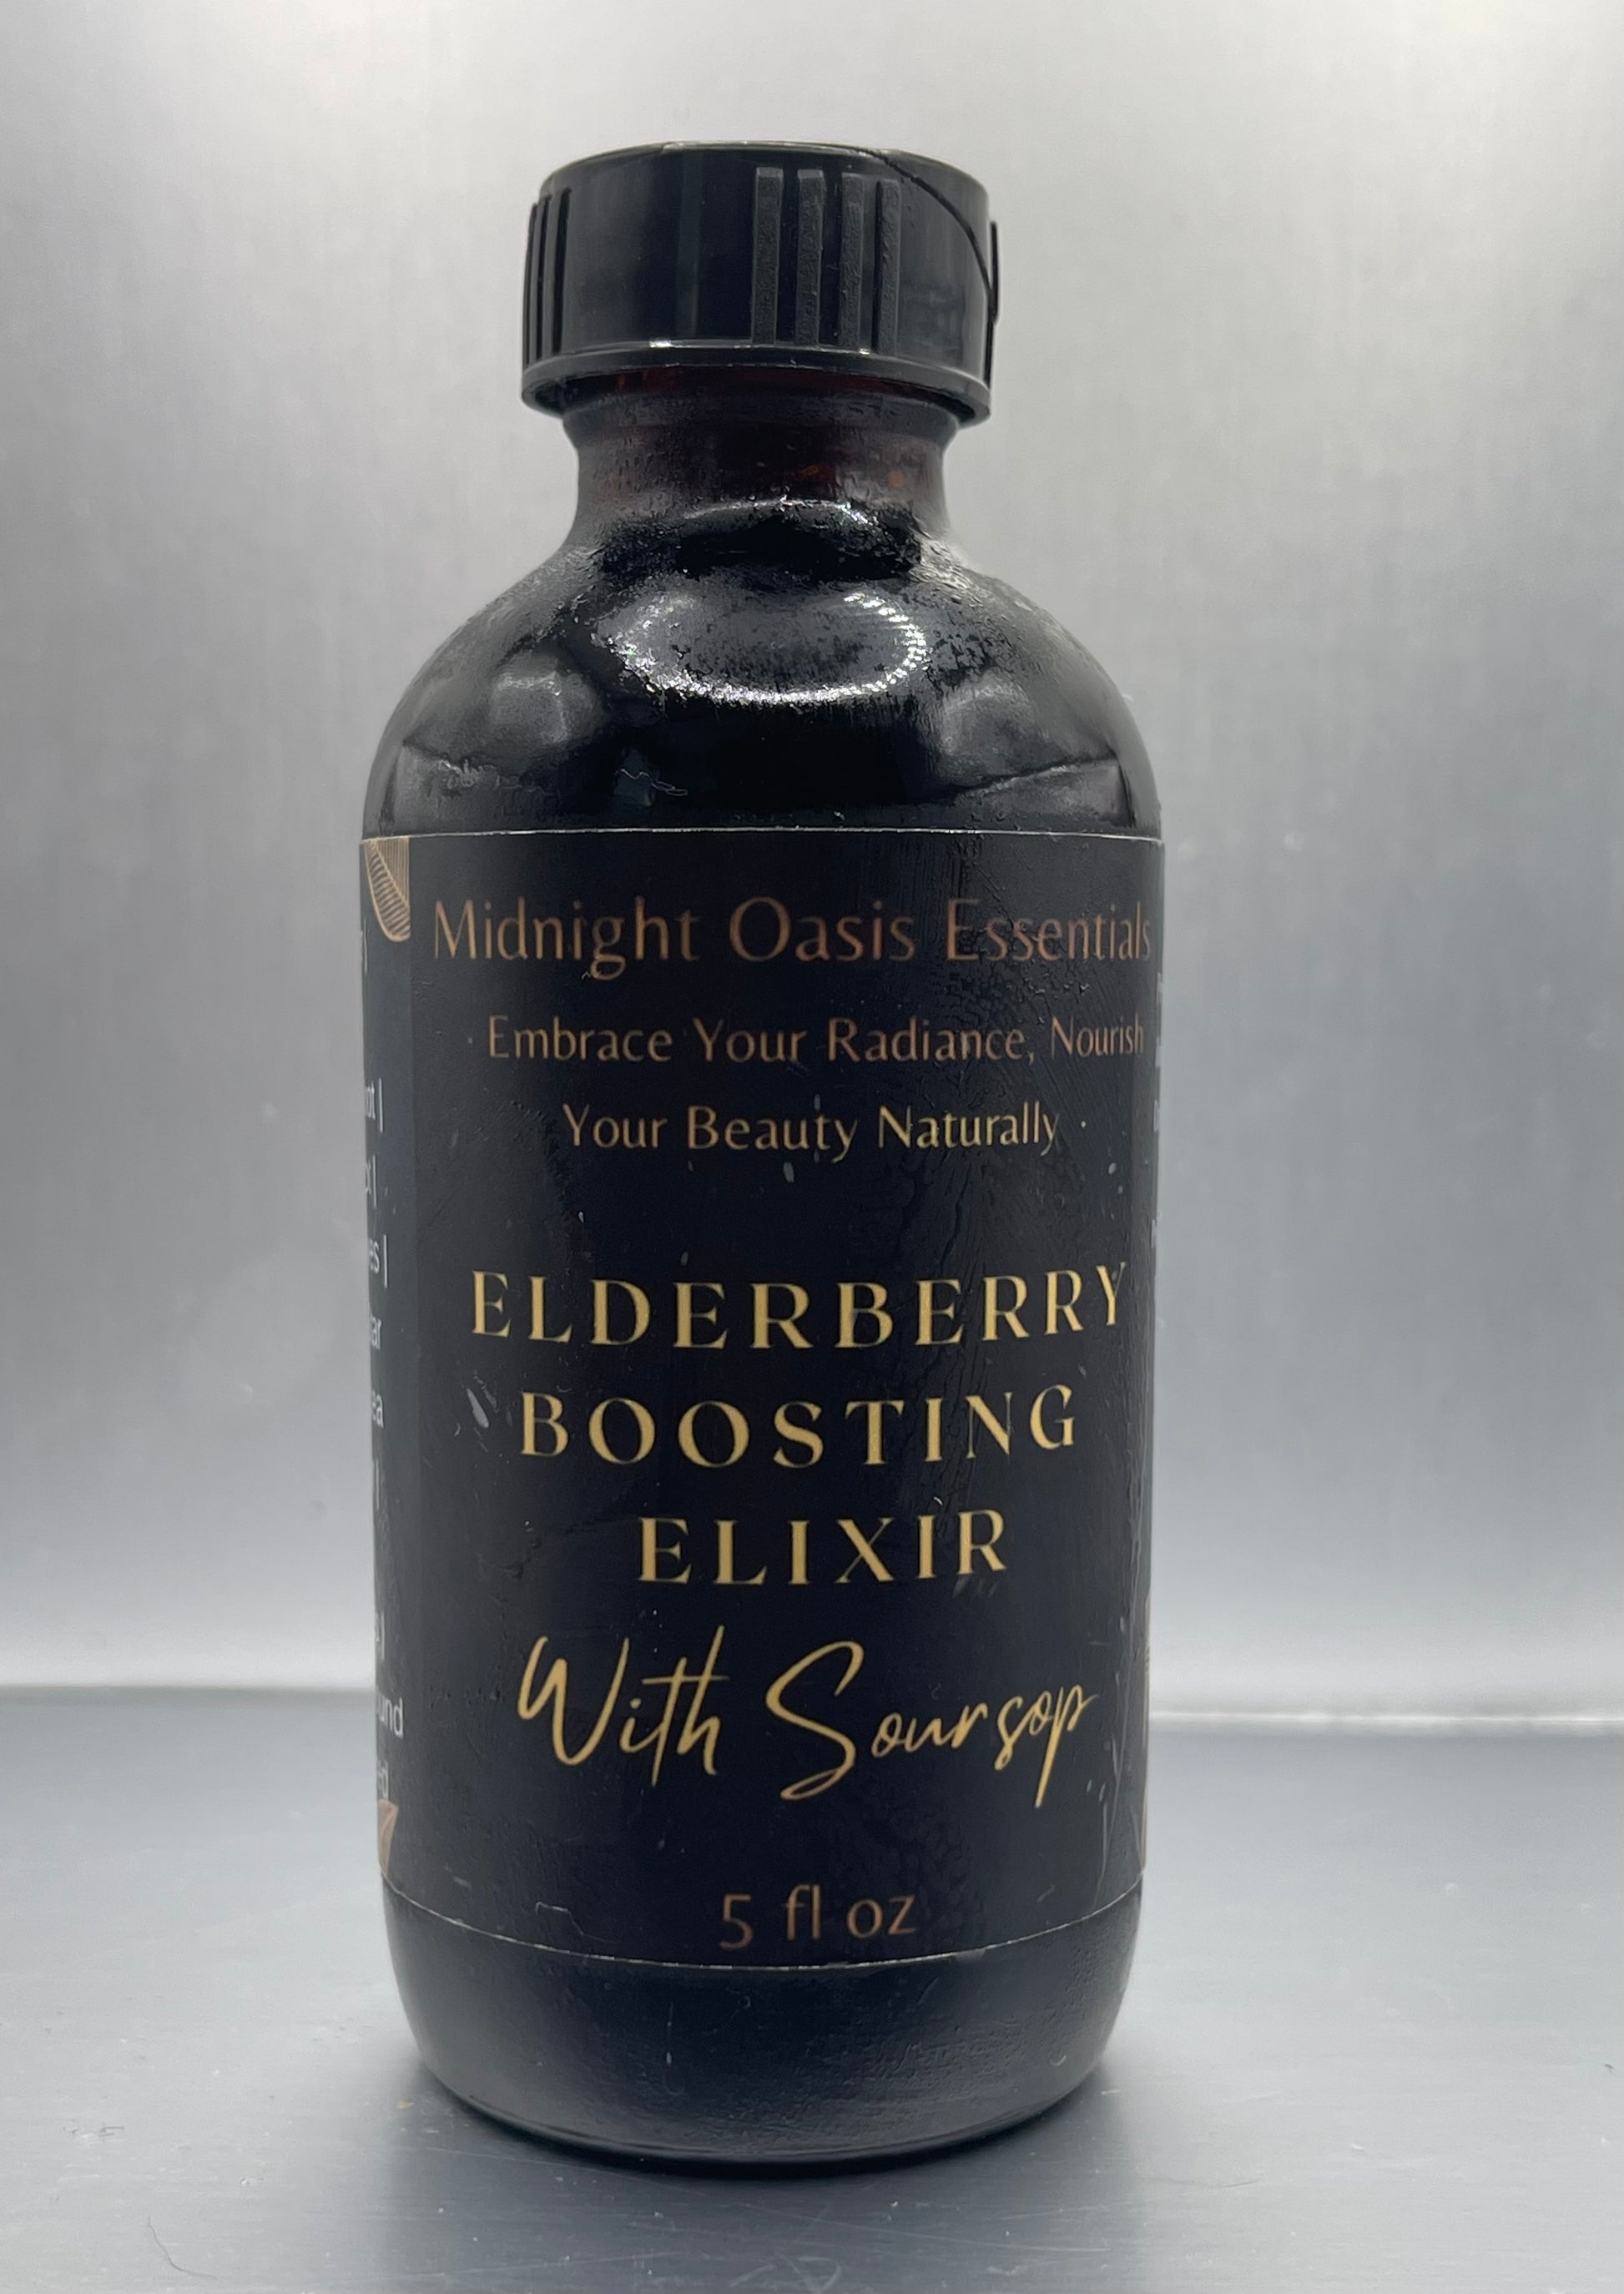 Midnight Oasis Essentials
Embrace Your Radiance, Nourish
Your Beauty Naturally
ELDERBERRY
BOOSTING
ELIXIR
With Soursop
5 fl oz